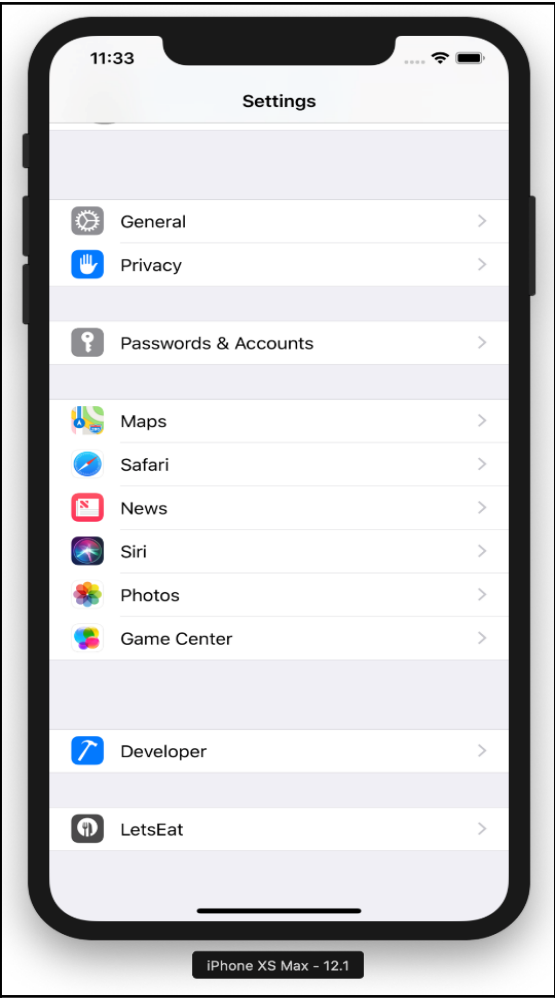 11:33
Settings
General
Privacy
Passwords & Accounts
Maps
Safari
News
Siri
Photos
Game Center
Developer
LetsEat
iPhone XS Max - 12.1